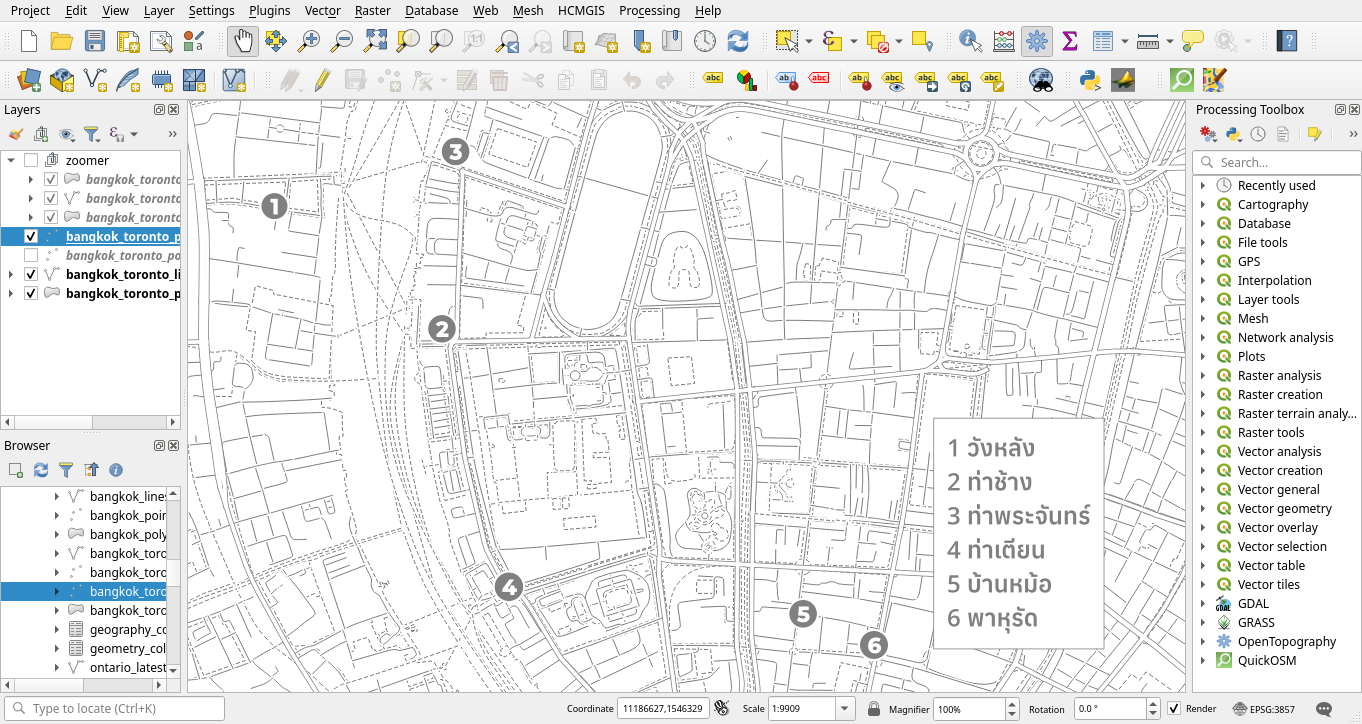 Project Edit View Layer Settings Plugins Vector Raster Database Web Mesh HCMGIS Processing Help
Layers
zoomer
bangkok_toronto
bangkok_toronto
bangkok_toronto
bangkok_toronto_p
bangkok_toronto_po
bangkok_toronto_li
bangkok_toronto_p
Browser
bangkok_line
bangkok_poir
bangkok_poly
bangkok_toro
bangkok_toro
bangkok_toro
bangkok_toro
geography_co
geometry_col
ontario_latest
1
2
3
4
5
6
1 วังหลัง
2 ท่าช้าง
3 ท่าพระจันทร์
4 ท่าเตียน
5 บ้านหม้อ
6 พาหุรัด
Processing Toolbox
Search...
Recently used
Cartography
Database
File tools
GPS
Interpolation
Layer tools
Mesh
Network analysis
Plots
Raster analysis
Raster creation
Raster terrain analy...
Raster tools
Vector analysis
Vector creation
Vector general
Vector geometry
Vector overlay
Vector selection
Vector table
Vector tiles
GDAL
GRASS
OpenTopography
QuickOSM
Type to locate (Ctrl+K) Coordinate 11186627,1546329 Scale 1:9909 Magnifier 100% Rotation 0.0 ° Render EPSG:3857